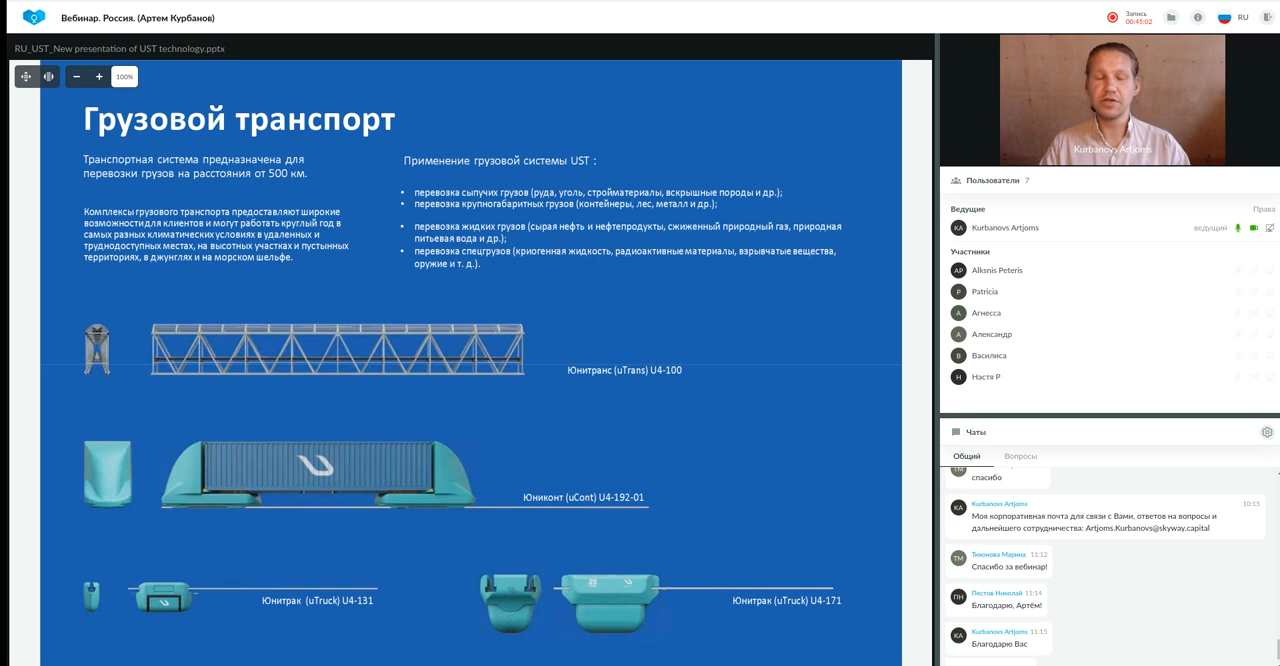 Вебинар. Россия. (Артем Курбанов)
Запись
00:45:02
RU
RU_UST_New presentation of UST technology.pptx
100%
Грузовой транспорт
Транспортная система предназначена для
перевозки грузов на расстояния от 500 км.
Комплексы грузового транспорта предоставляют широкие
возможности для клиентов и могут работать круглый год в
самых разных климатических условиях в удаленных и
труднодоступных местах, на высотных участках и пустынных
территориях, в джунглях и на морском шельфе.
Применение грузовой системы UST :
• перевозка сыпучих грузов (руда, уголь, стройматериалы, вскрышные породы и др.);
• перевозка крупногабаритных грузов (контейнеры, лес, металл и др.);
• перевозка жидких грузов (сырая нефть и нефтепродукты, сжиженный природный газ, природная
питьевая вода и др.);
• перевозка спецгрузов (криогенная жидкость, радиоактивные материалы, взрывчатые вещества,
оружие и т. д.).
Юнитранс (uTrans) U4-100
Юниконт (uCont) U4-192-01
Юнитрак (uTruck) U4-131
Юнитрак (uTruck) U4-171
Kurbanovs Artjoms
Пользователи 7
Ведущие
Права
KA
Kurbanovs Artjoms
ведущий
Участники
AP
Alksnis Peteris
P
Patricia
А
Агнесса
А
Александр
В
Василиса
Н
Настя Р
Чаты
Общий
Вопросы
ТМ
спасибо
KA
Kurbanovs Artjoms
10:15
Моя корпоративная почта для связи с Вами, ответов на вопросы и
дальнейшего сотрудничества: Artjoms.Kurbanovs@skyway.capital
ТМ
Тихонова Марина 11:12
Спасибо за вебинар!
ПН
Пестов Николай 11:14
Благодарю, Артём!
KA
Kurbanovs Artjoms 11:15
Благодарю Вас